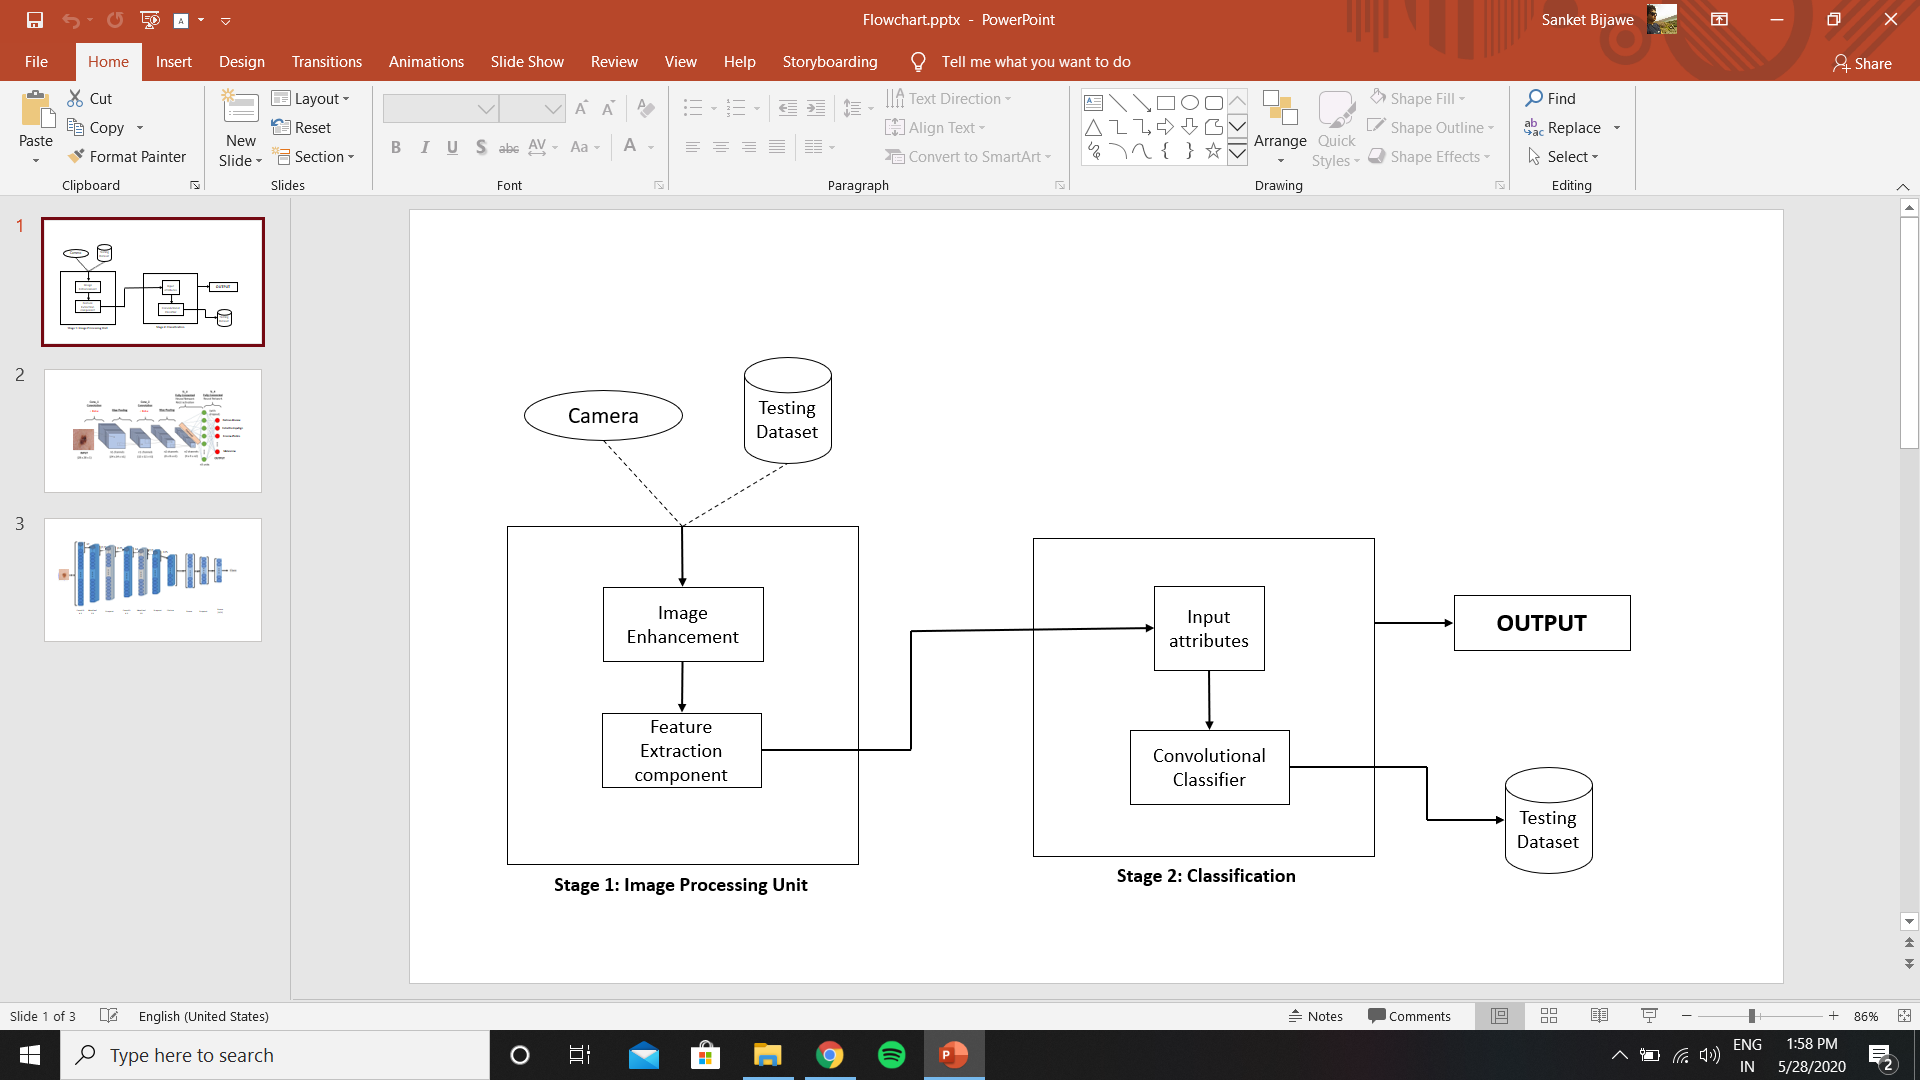 Flowchart.pptx - PowerPoint
Sanket Bijawe
File Home Insert Design Transitions Animations Slide Show Review View Help Storyboarding Tell me what you want to do
Share
Paste
Cut
Copy
Format Painter
Clipboard
New
Slide
Layout
Reset
Section
Slides
B I U S abc AV Aa A
Font
Text Direction
Align Text
Convert to SmartArt
Paragraph
Arrange
Quick
Styles
Shape Fill
Shape Outline
Shape Effects
Drawing
Find
Replace
Select
Editing
1
2
3
Camera
Testing
Dataset
Image
Enhancement
Feature
Extraction
component
Stage 1: Image Processing Unit
Input
attributes
Convolutional
Classifier
Stage 2: Classification
OUTPUT
Testing
Dataset
Slide 1 of 3
English (United States)
Notes
Comments
86%
Type here to search
ENG
IN
1:58 PM
5/28/2020
2